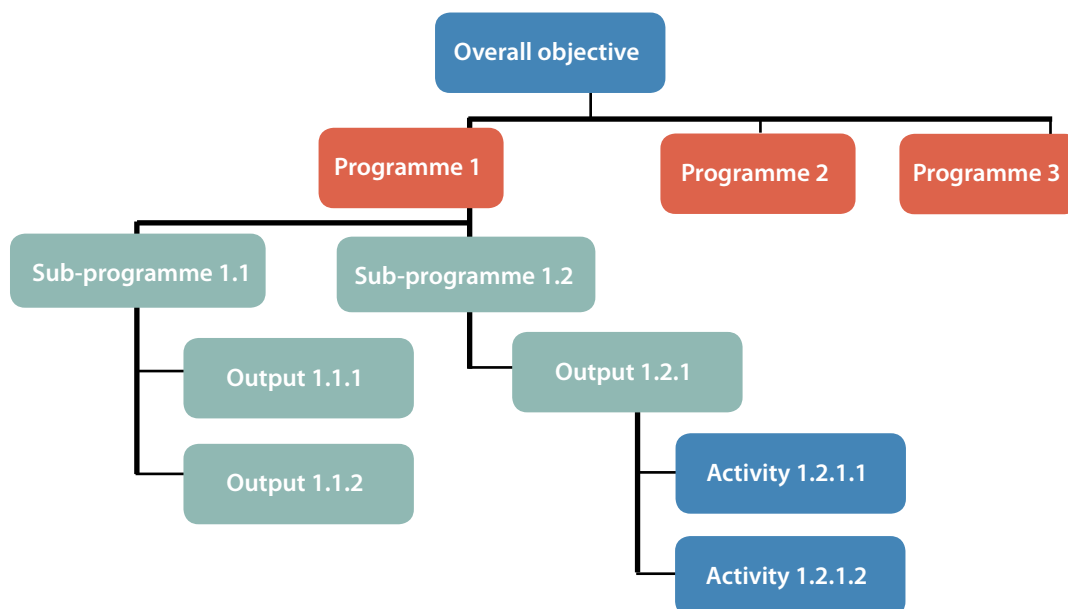 Overall objective
Programme 1
Programme 2
Programme 3
Sub-programme 1.1
Sub-programme 1.2
Output 1.1.1
Output 1.2.1
Output 1.1.2
Activity 1.2.1.1
Activity 1.2.1.2